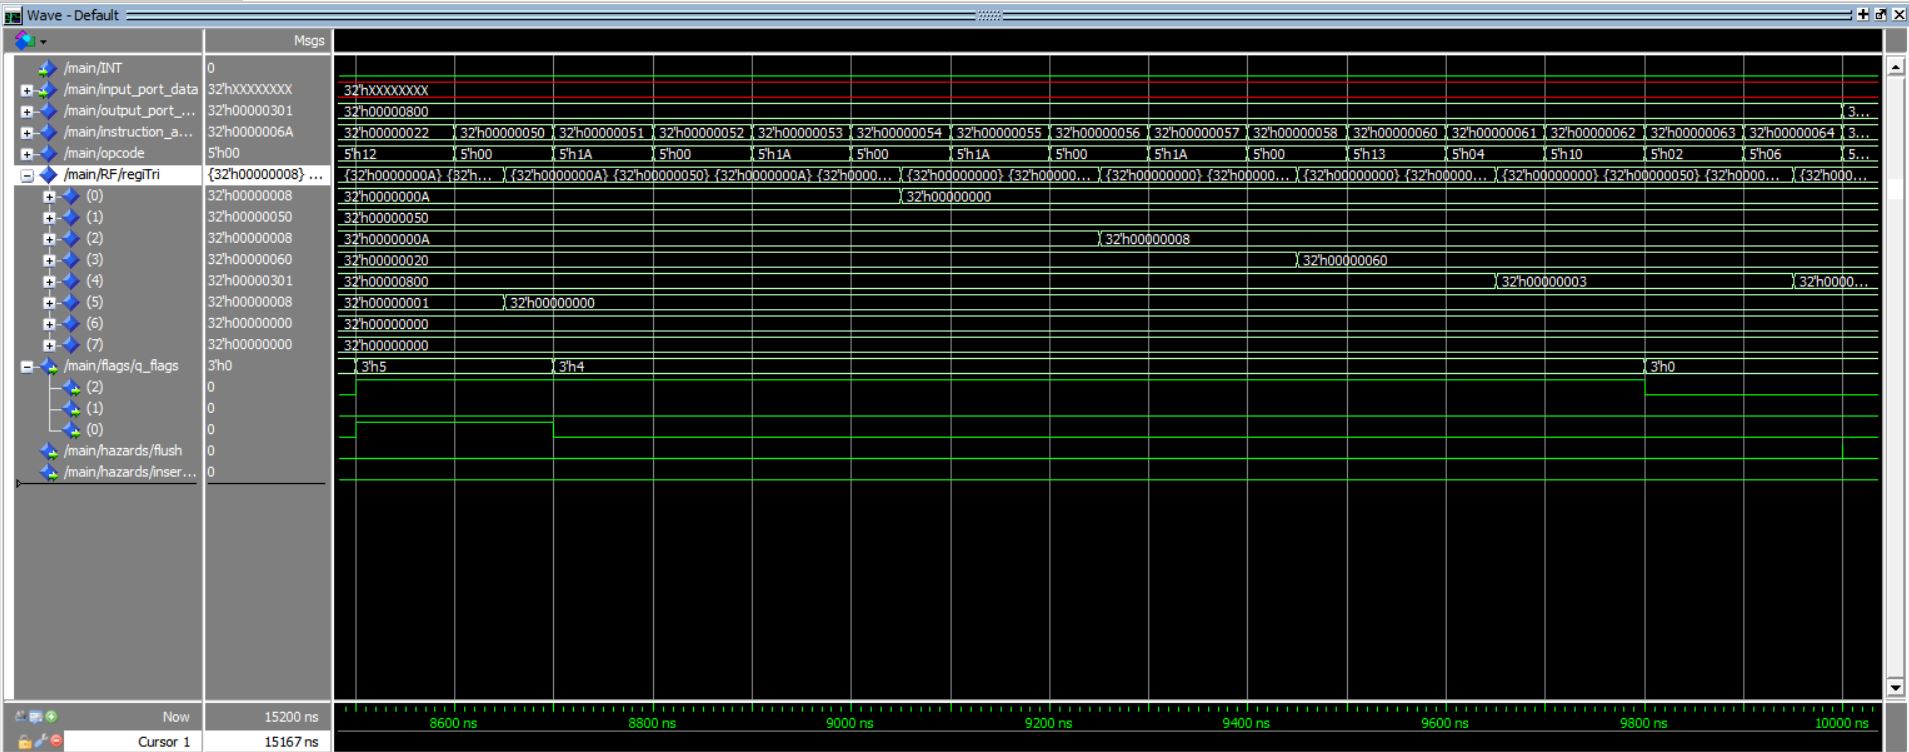 Wave - Default
Msgs
/main/INT 0
/main/input_port_data 32'hXXXXXXXX 32'hXXXXXXXX
/main/output_port_... 32'h00000301 32'h00000800 3...
/main/instruction_a... 32'h0000006A 32'h00000022 32'h00000050 32'h00000051 32'h00000052 32'h00000053 32'h00000054 32'h00000055 32'h00000056 32'h00000057 32'h00000058 32'h00000060 32'h00000061 32'h00000062 32'h00000063 32'h00000064 3...
/main/opcode 5'h00 5'h12 5'h00 5'h1A 5'h00 5'h1A 5'h00 5'h1A 5'h00 5'h1A 5'h00 5'h13 5'h04 5'h10 5'h02 5'h06 5...
/main/RF/regiTri {32'h00000008} ... {32'h0000000A} {32'h... {32'h0000000A} {32'h00000050} {32'h0000000A} {32'h0000... {32'h00000000} {32'h0000... {32'h00000000} {32'h0000... {32'h00000000} {32'h0000... {32'h00000000} {32'h00000050} {32'h0000... {32'h000...
(0) 32'h00000008 32'h0000000A 32'h00000000
(1) 32'h00000050 32'h00000050
(2) 32'h00000008 32'h0000000A 32'h00000008
(3) 32'h00000060 32'h00000020 32'h00000060
(4) 32'h00000301 32'h00000800 32'h00000003 32'h0000...
(5) 32'h00000008 32'h00000001 32'h00000000
(6) 32'h00000000 32'h00000000
(7) 32'h00000000 32'h00000000
/main/flags/q_flags 3'h0 3'h5 3'h4 3'h0
(2) 0
(1) 0
(0) 0
/main/hazards/flush 0
/main/hazards/inser... 0
Now 15200 ns 8600 ns 8800 ns 9000 ns 9200 ns 9400 ns 9600 ns 9800 ns 10000 ns
Cursor 1 15167 ns